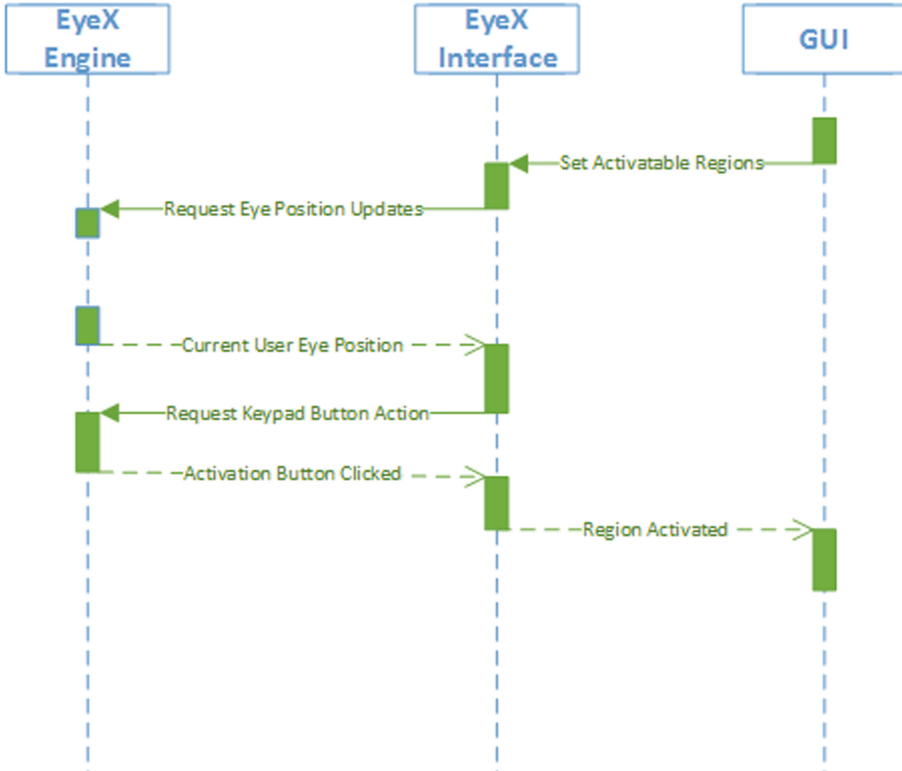 EyeX
Engine
EyeX
Interface
GUI
Set Activatable Regions
Request Eye Position Updates
Current User Eye Position
Request Keypad Button Action
Activation Button Clicked
Region Activated